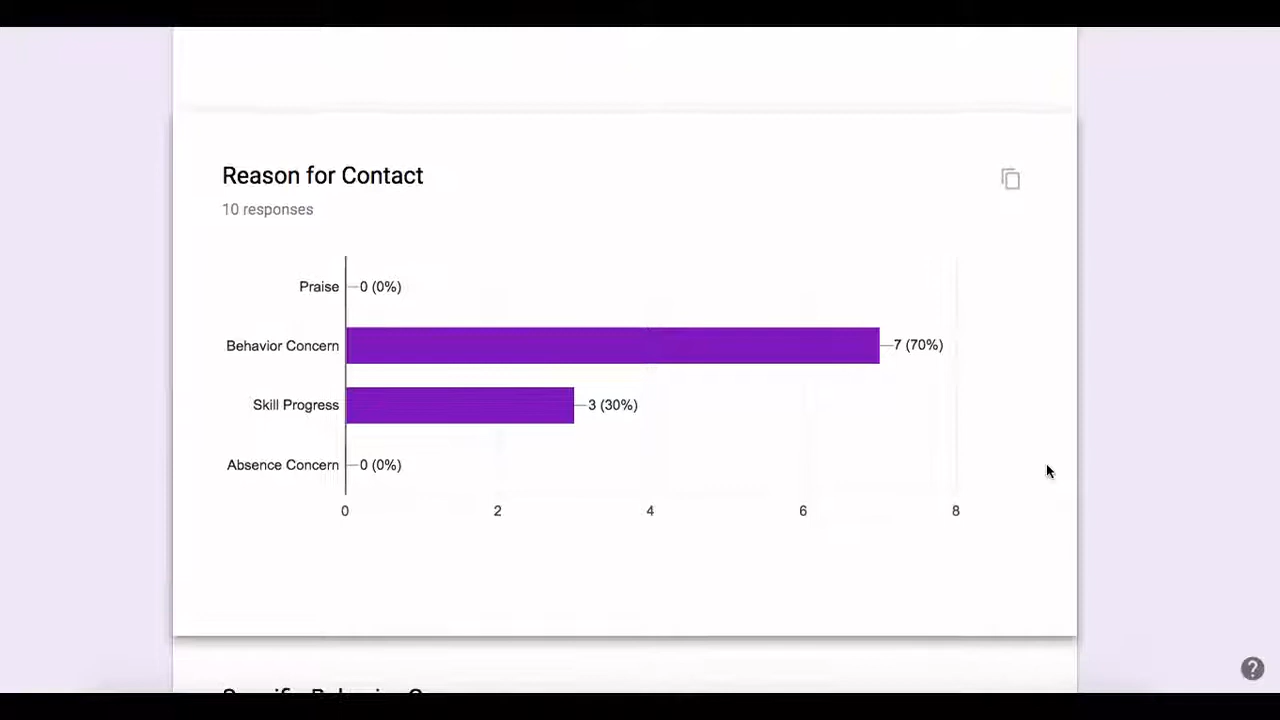 Reason for Contact
10 responses
Praise 0 (0%)
Behavior Concern 7 (70%)
Skill Progress 3 (30%)
Absence Concern 0 (0%)
0 2 4 6 8